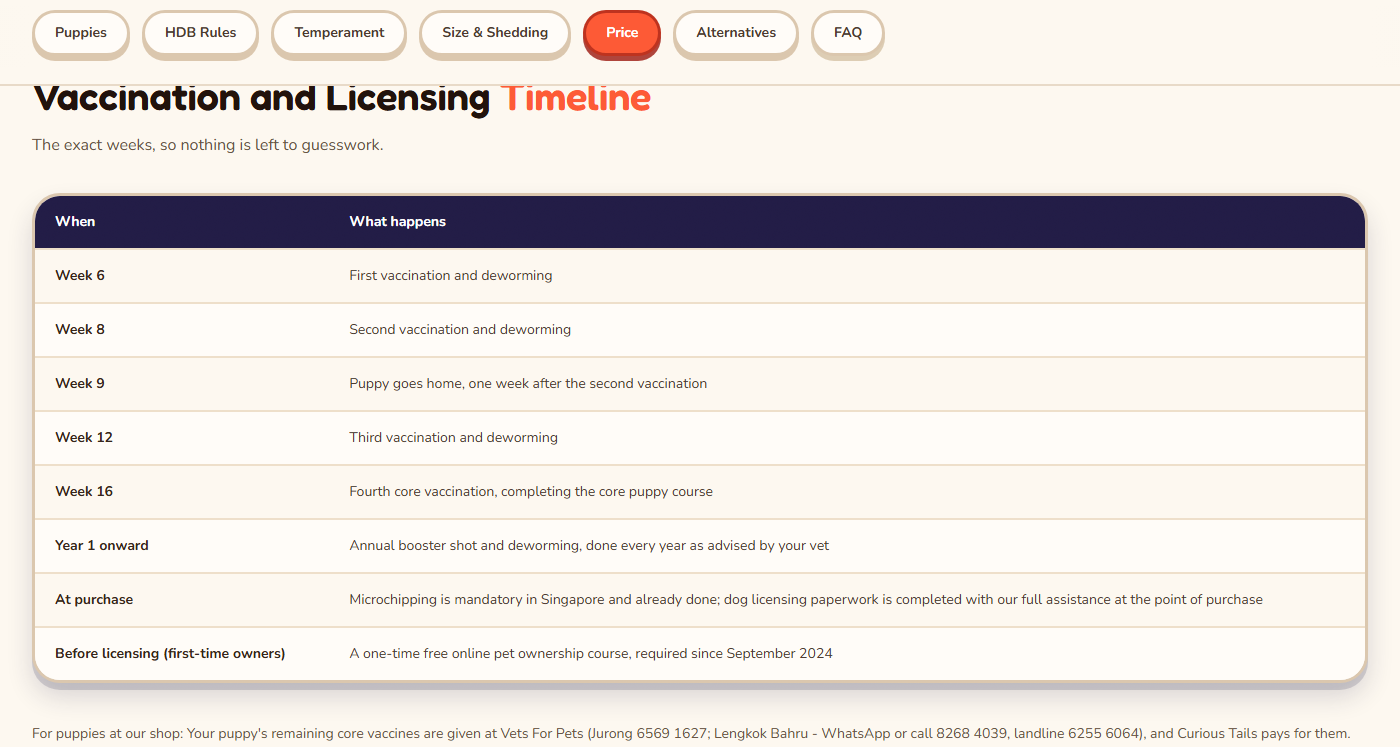 Puppies HDB Rules Temperament Size & Shedding Price Alternatives FAQ
Vaccination and Licensing Timeline
The exact weeks, so nothing is left to guesswork.
When What happens
Week 6 First vaccination and deworming
Week 8 Second vaccination and deworming
Week 9 Puppy goes home, one week after the second vaccination
Week 12 Third vaccination and deworming
Week 16 Fourth core vaccination, completing the core puppy course
Year 1 onward Annual booster shot and deworming, done every year as advised by your vet
At purchase Microchipping is mandatory in Singapore and already done; dog licensing paperwork is completed with our full assistance at the point of purchase
Before licensing (first-time owners) A one-time free online pet ownership course, required since September 2024
For puppies at our shop: Your puppy's remaining core vaccines are given at Vets For Pets (Jurong 6569 1627; Lengkok Bahru - WhatsApp or call 8268 4039, landline 6255 6064), and Curious Tails pays for them.